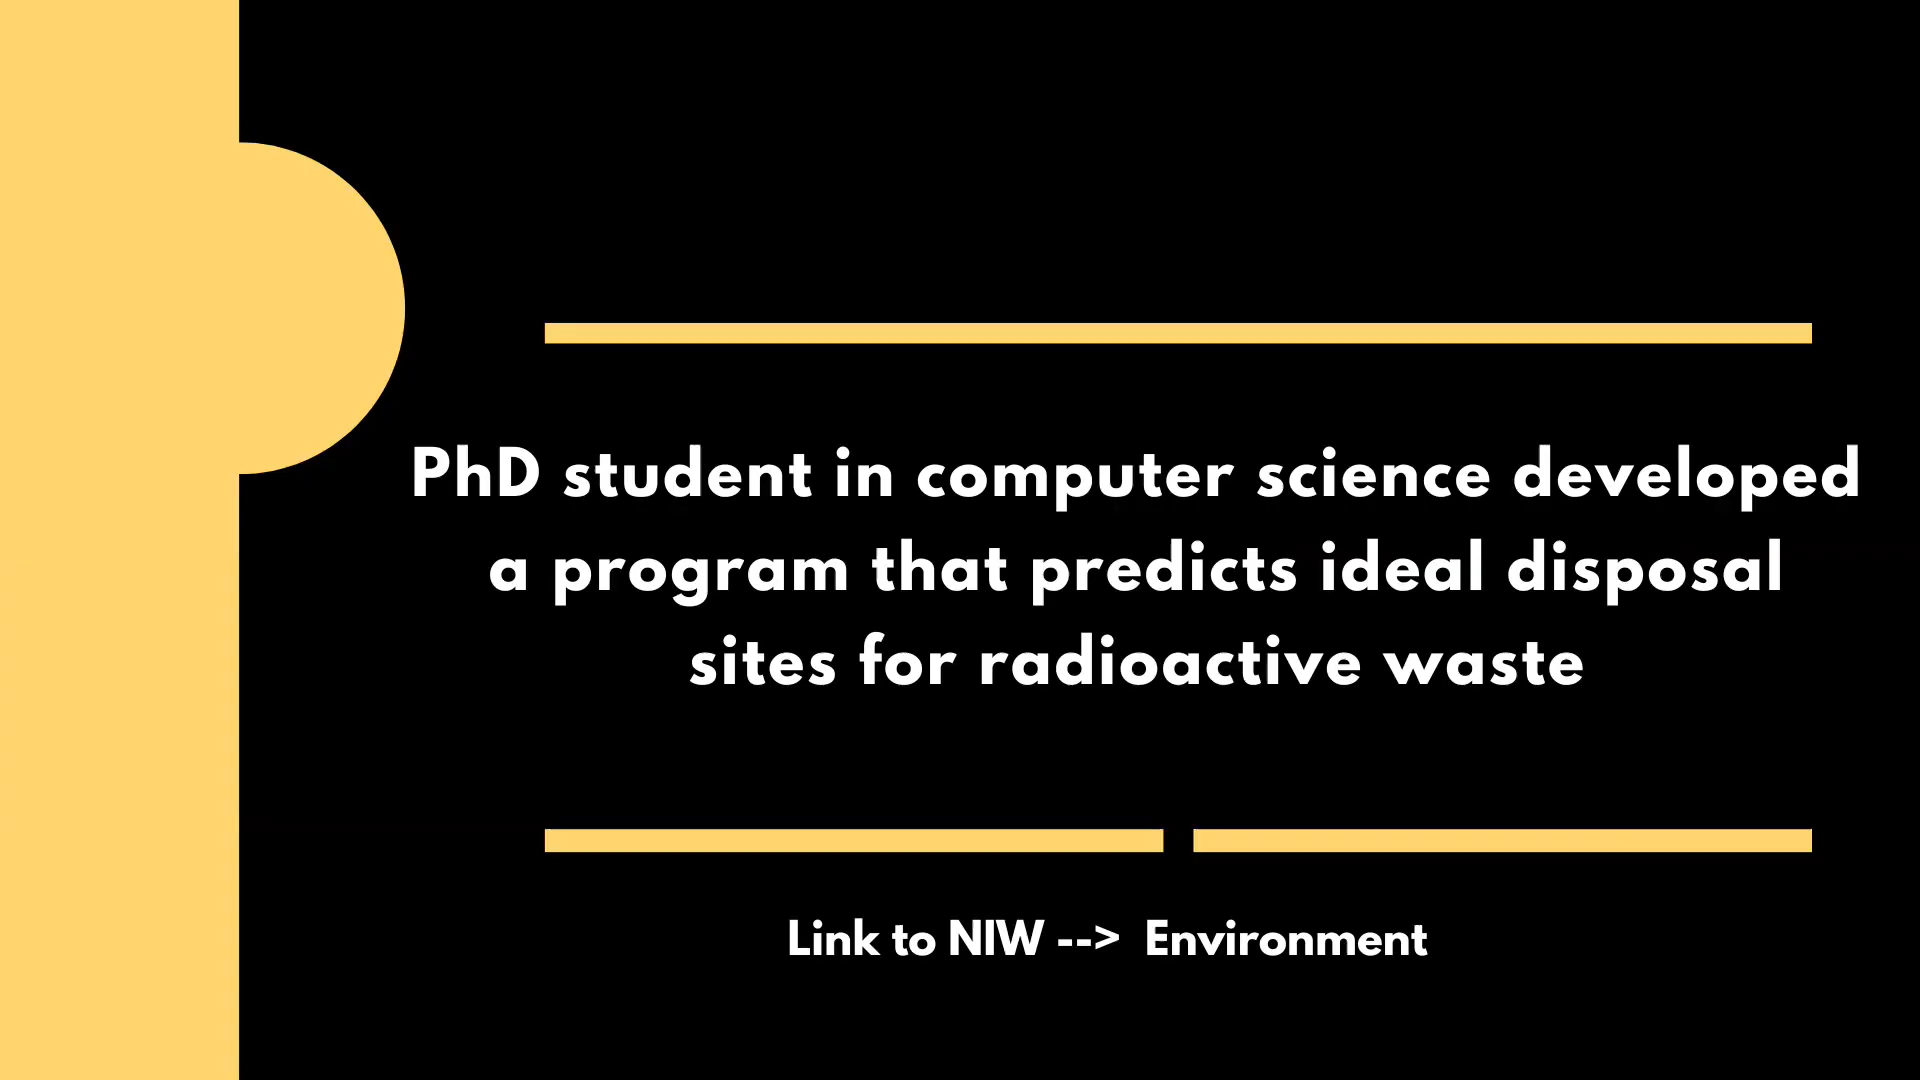 PhD student in computer science developed
a program that predicts ideal disposal
sites for radioactive waste
Link to NIW --> Environment